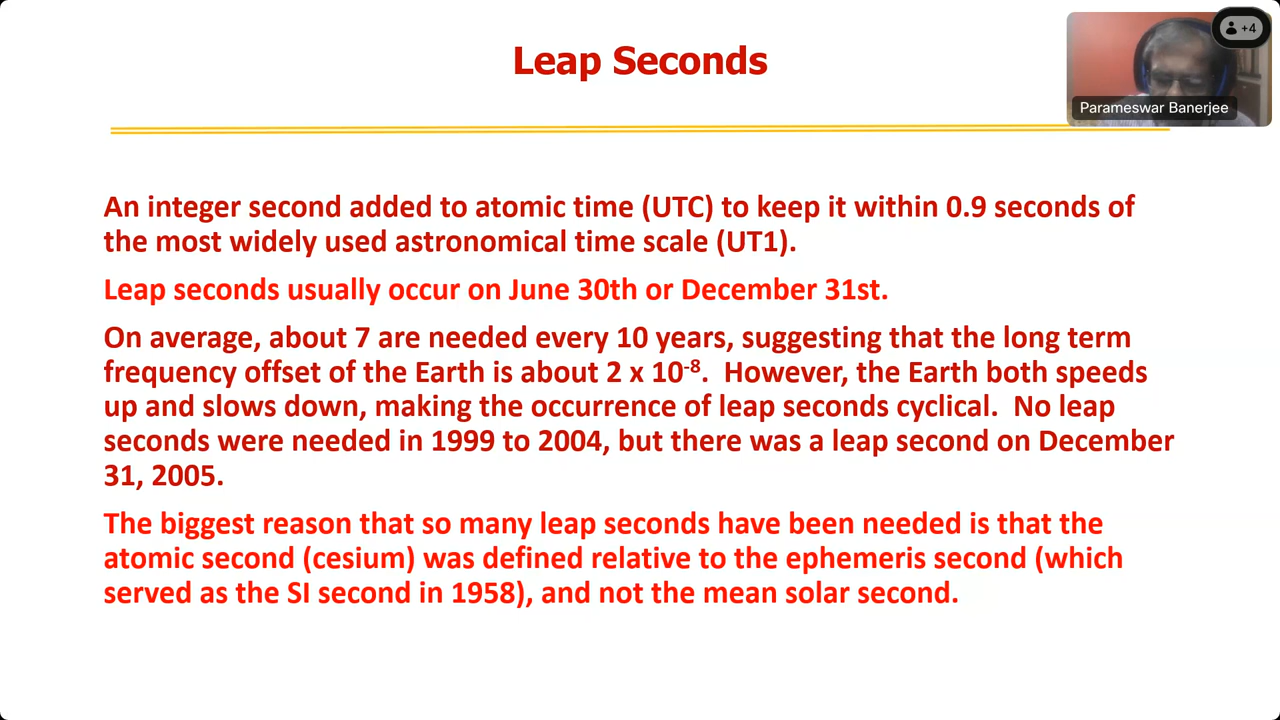 Leap Seconds
+4
Parameswar Banerjee
An integer second added to atomic time (UTC) to keep it within 0.9 seconds of
the most widely used astronomical time scale (UT1).
Leap seconds usually occur on June 30th or December 31st.
On average, about 7 are needed every 10 years, suggesting that the long term
frequency offset of the Earth is about 2 x 10⁻⁸. However, the Earth both speeds
up and slows down, making the occurrence of leap seconds cyclical. No leap
seconds were needed in 1999 to 2004, but there was a leap second on December
31, 2005.
The biggest reason that so many leap seconds have been needed is that the
atomic second (cesium) was defined relative to the ephemeris second (which
served as the SI second in 1958), and not the mean solar second.